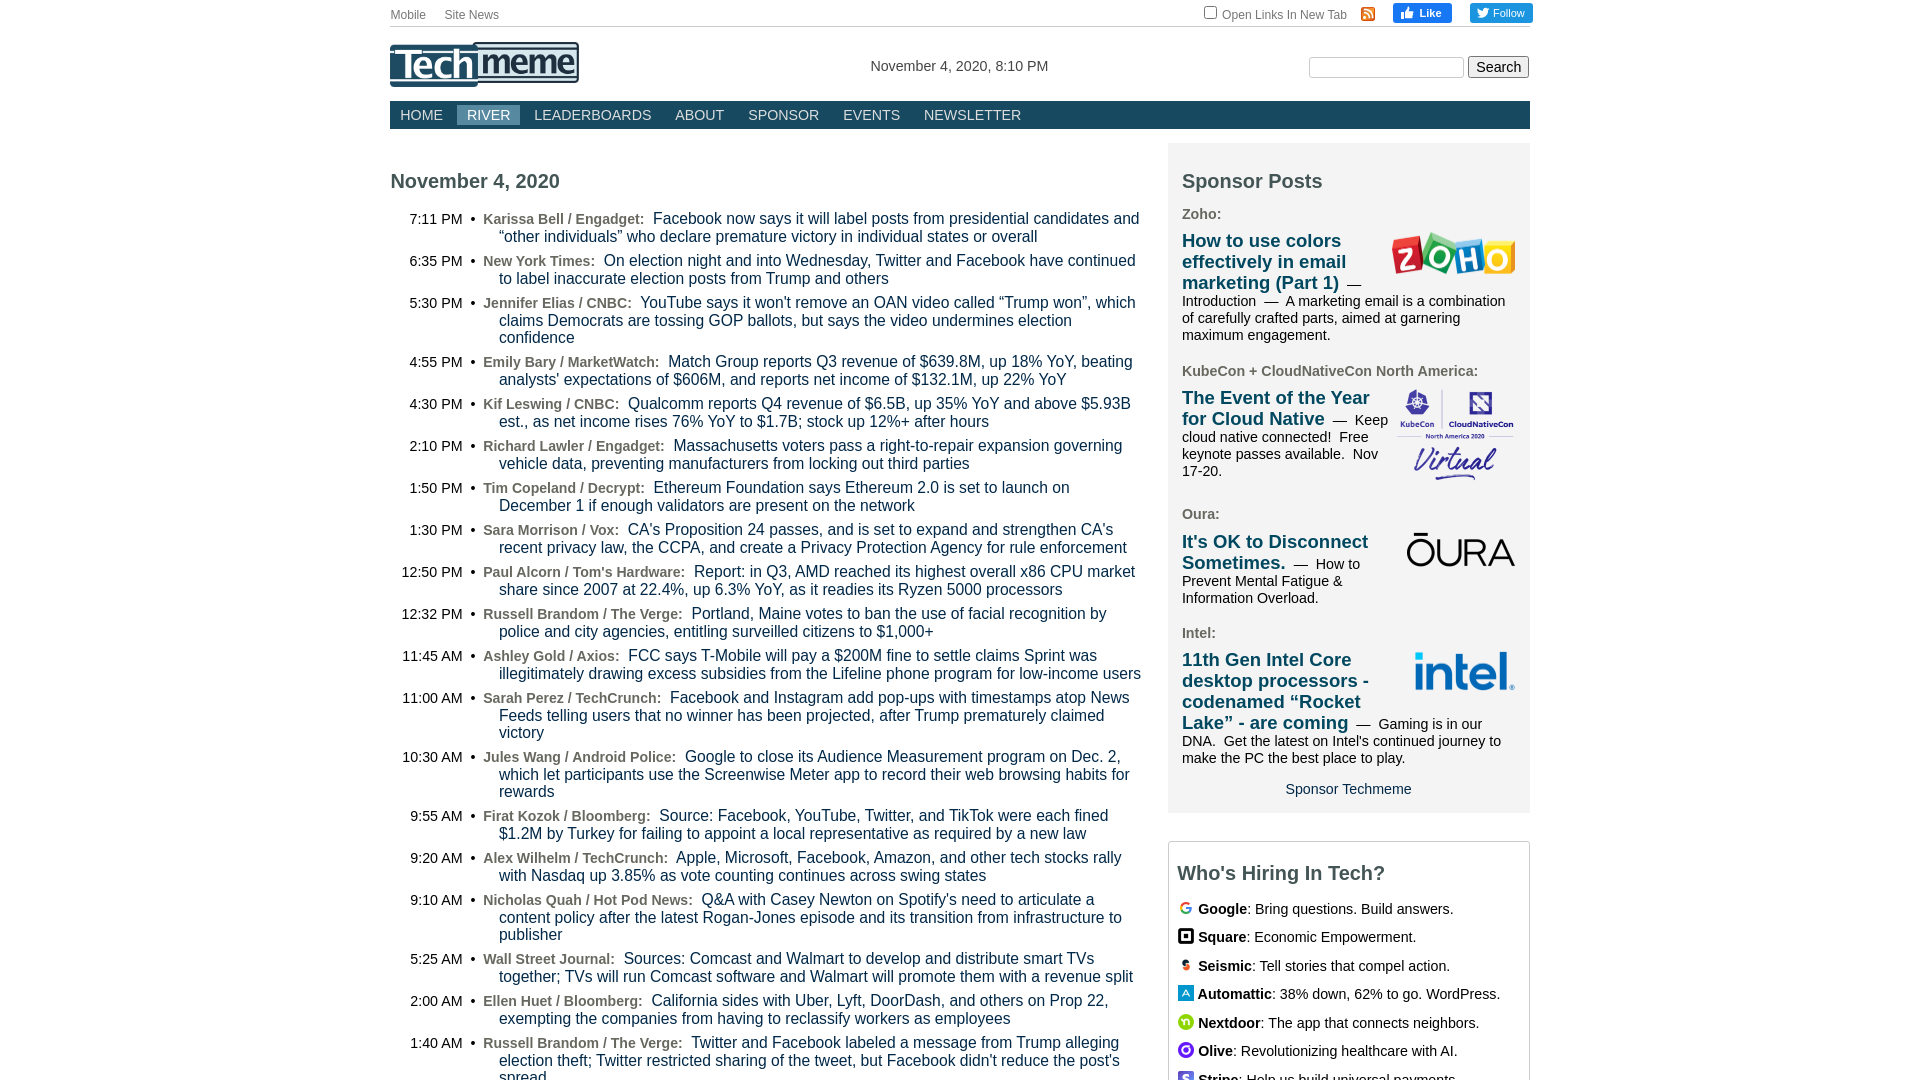 Mobile Site News Open Links In New Tab Like Follow
Techmeme
November 4, 2020, 8:10 PM
Search
HOME RIVER LEADERBOARDS ABOUT SPONSOR EVENTS NEWSLETTER
November 4, 2020
7:11 PM • Karissa Bell / Engadget: Facebook now says it will label posts from presidential candidates and
“other individuals” who declare premature victory in individual states or overall
6:35 PM • New York Times: On election night and into Wednesday, Twitter and Facebook have continued
to label inaccurate election posts from Trump and others
5:30 PM • Jennifer Elias / CNBC: YouTube says it won't remove an OAN video called “Trump won”, which
claims Democrats are tossing GOP ballots, but says the video undermines election
confidence
4:55 PM • Emily Bary / MarketWatch: Match Group reports Q3 revenue of $639.8M, up 18% YoY, beating
analysts' expectations of $606M, and reports net income of $132.1M, up 22% YoY
4:30 PM • Kif Leswing / CNBC: Qualcomm reports Q4 revenue of $6.5B, up 35% YoY and above $5.93B
est., as net income rises 76% YoY to $1.7B; stock up 12%+ after hours
2:10 PM • Richard Lawler / Engadget: Massachusetts voters pass a right-to-repair expansion governing
vehicle data, preventing manufacturers from locking out third parties
1:50 PM • Tim Copeland / Decrypt: Ethereum Foundation says Ethereum 2.0 is set to launch on
December 1 if enough validators are present on the network
1:30 PM • Sara Morrison / Vox: CA's Proposition 24 passes, and is set to expand and strengthen CA's
recent privacy law, the CCPA, and create a Privacy Protection Agency for rule enforcement
12:50 PM • Paul Alcorn / Tom's Hardware: Report: in Q3, AMD reached its highest overall x86 CPU market
share since 2007 at 22.4%, up 6.3% YoY, as it readies its Ryzen 5000 processors
12:32 PM • Russell Brandom / The Verge: Portland, Maine votes to ban the use of facial recognition by
police and city agencies, entitling surveilled citizens to $1,000+
11:45 AM • Ashley Gold / Axios: FCC says T-Mobile will pay a $200M fine to settle claims Sprint was
illegitimately drawing excess subsidies from the Lifeline phone program for low-income users
11:00 AM • Sarah Perez / TechCrunch: Facebook and Instagram add pop-ups with timestamps atop News
Feeds telling users that no winner has been projected, after Trump prematurely claimed
victory
10:30 AM • Jules Wang / Android Police: Google to close its Audience Measurement program on Dec. 2,
which let participants use the Screenwise Meter app to record their web browsing habits for
rewards
9:55 AM • Firat Kozok / Bloomberg: Source: Facebook, YouTube, Twitter, and TikTok were each fined
$1.2M by Turkey for failing to appoint a local representative as required by a new law
9:20 AM • Alex Wilhelm / TechCrunch: Apple, Microsoft, Facebook, Amazon, and other tech stocks rally
with Nasdaq up 3.85% as vote counting continues across swing states
9:10 AM • Nicholas Quah / Hot Pod News: Q&A with Casey Newton on Spotify's need to articulate a
content policy after the latest Rogan-Jones episode and its transition from infrastructure to
publisher
5:25 AM • Wall Street Journal: Sources: Comcast and Walmart to develop and distribute smart TVs
together; TVs will run Comcast software and Walmart will promote them with a revenue split
2:00 AM • Ellen Huet / Bloomberg: California sides with Uber, Lyft, DoorDash, and others on Prop 22,
exempting the companies from having to reclassify workers as employees
1:40 AM • Russell Brandom / The Verge: Twitter and Facebook labeled a message from Trump alleging
election theft; Twitter restricted sharing of the tweet, but Facebook didn't reduce the post's
spread
Sponsor Posts
Zoho:
How to use colors
effectively in email
marketing (Part 1) —
Introduction — A marketing email is a combination
of carefully crafted parts, aimed at garnering
maximum engagement.
ZOHO
KubeCon + CloudNativeCon North America:
The Event of the Year
for Cloud Native — Keep
cloud native connected! Free
keynote passes available. Nov
17-20.
KubeCon CloudNativeCon
North America 2020
Virtual
Oura:
It's OK to Disconnect
Sometimes. — How to
Prevent Mental Fatigue &
Information Overload.
ŌURA
Intel:
11th Gen Intel Core
desktop processors -
codenamed “Rocket
Lake” - are coming — Gaming is in our
DNA. Get the latest on Intel's continued journey to
make the PC the best place to play.
intel.
Sponsor Techmeme
Who's Hiring In Tech?
Google: Bring questions. Build answers.
Square: Economic Empowerment.
Seismic: Tell stories that compel action.
Automattic: 38% down, 62% to go. WordPress.
Nextdoor: The app that connects neighbors.
Olive: Revolutionizing healthcare with AI.
Stripe: Help us build universal payments.